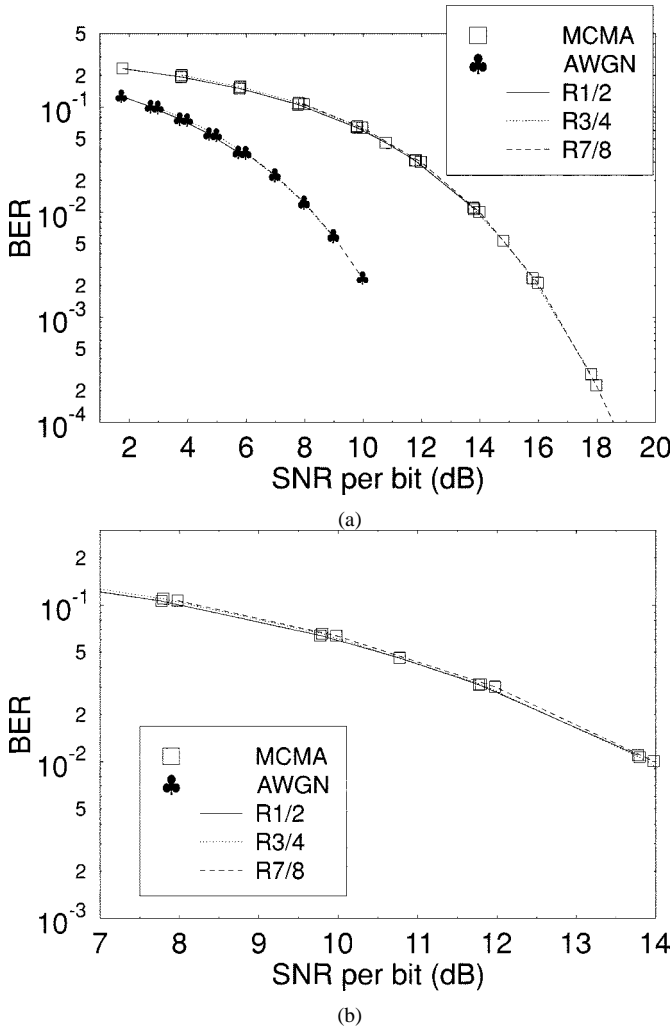 MCMA
AWGN
R1/2
R3/4
R7/8
BER
5
2
10-1
5
2
10-2
5
2
10-3
5
2
10-4
2 4 6 8 10 12 14 16 18 20
SNR per bit (dB)
(a)
BER
2
10-1
5
2
10-2
5
2
10-3
MCMA
AWGN
R1/2
R3/4
R7/8
7 8 9 10 11 12 13 14
SNR per bit (dB)
(b)